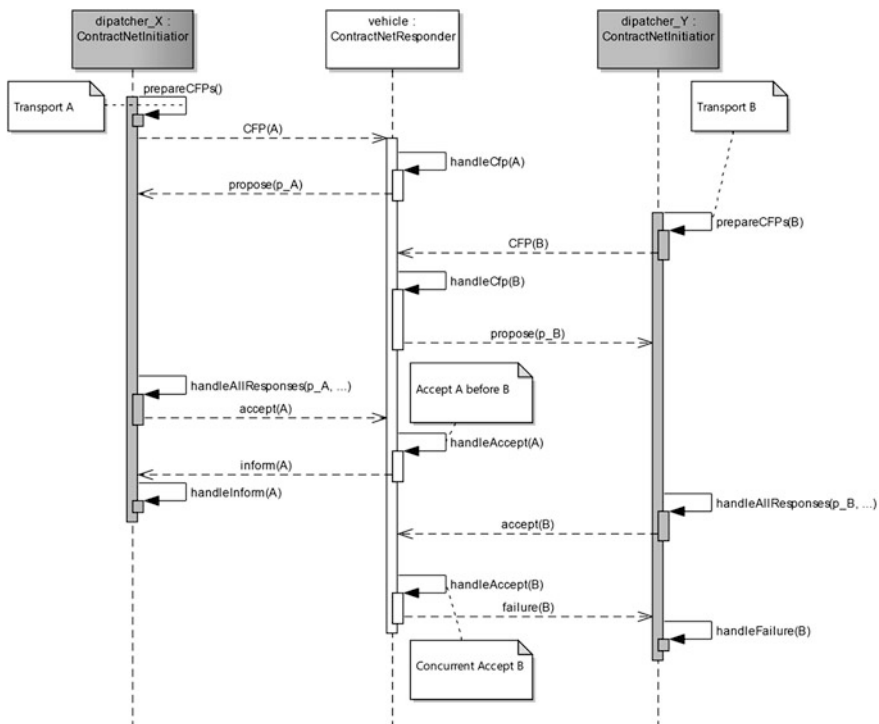 dipatcher_X :
ContractNetInitiatior
vehicle :
ContractNetResponder
dipatcher_Y :
ContractNetInitiatior
prepareCFPs()
Transport A
Transport B
CFP(A)
handleCfp(A)
propose(p_A)
prepareCFPs(B)
CFP(B)
handleCfp(B)
propose(p_B)
handleAllResponses(p_A, ...)
Accept A before B
accept(A)
handleAccept(A)
inform(A)
handleInform(A)
handleAllResponses(p_B, ...)
accept(B)
handleAccept(B)
failure(B)
handleFailure(B)
Concurrent Accept B